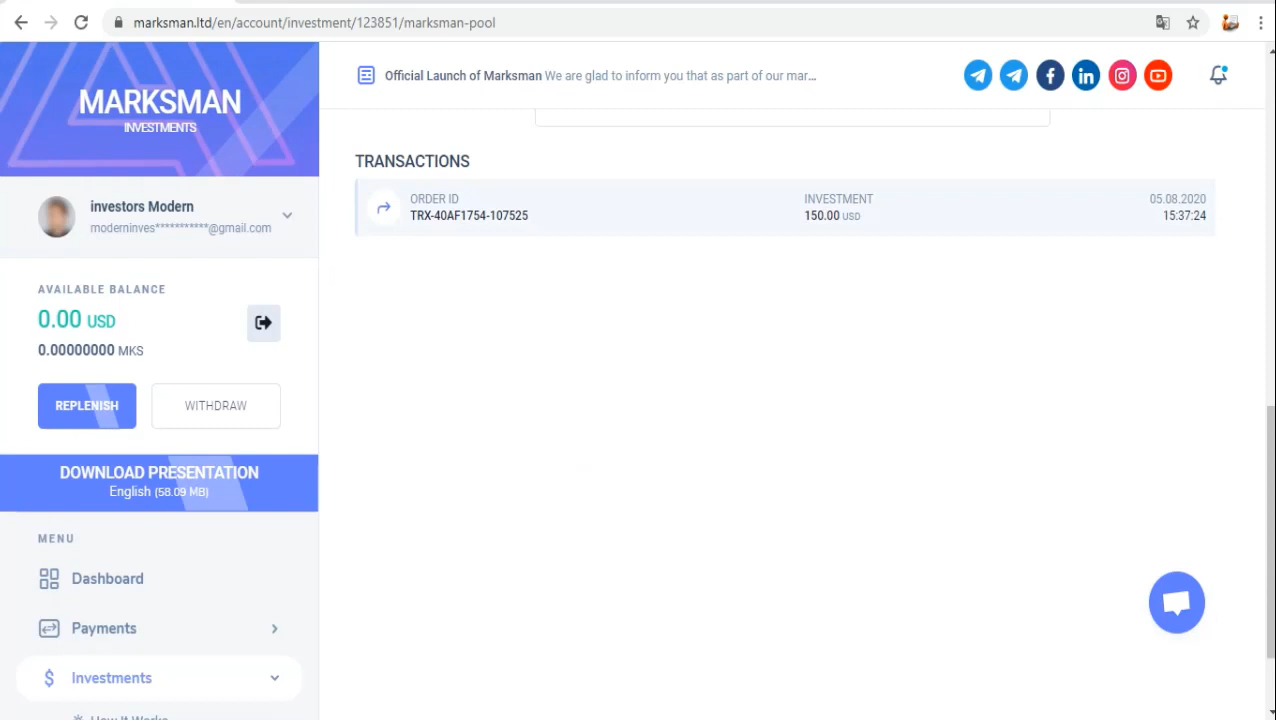 marksman.ltd/en/account/investment/123851/marksman-pool
MARKSMAN
INVESTMENTS
Official Launch of Marksman We are glad to inform you that as part of our mar...
investors Modern
moderninves***********@gmail.com
AVAILABLE BALANCE
0.00 USD
0.00000000 MKS
REPLENISH
WITHDRAW
DOWNLOAD PRESENTATION
English (58.09 MB)
MENU
Dashboard
Payments
Investments
How It Works
TRANSACTIONS
ORDER ID
TRX-40AF1754-107525
INVESTMENT
150.00 USD
05.08.2020
15:37:24